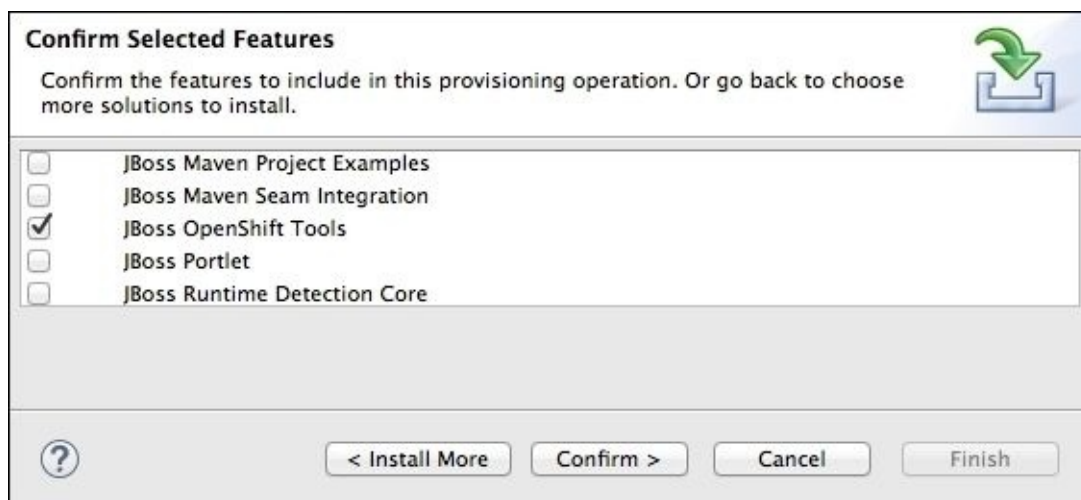 Confirm Selected Features
Confirm the features to include in this provisioning operation. Or go back to choose
more solutions to install.
JBoss Maven Project Examples
JBoss Maven Seam Integration
JBoss OpenShift Tools
JBoss Portlet
JBoss Runtime Detection Core
?
< Install More
Confirm >
Cancel
Finish